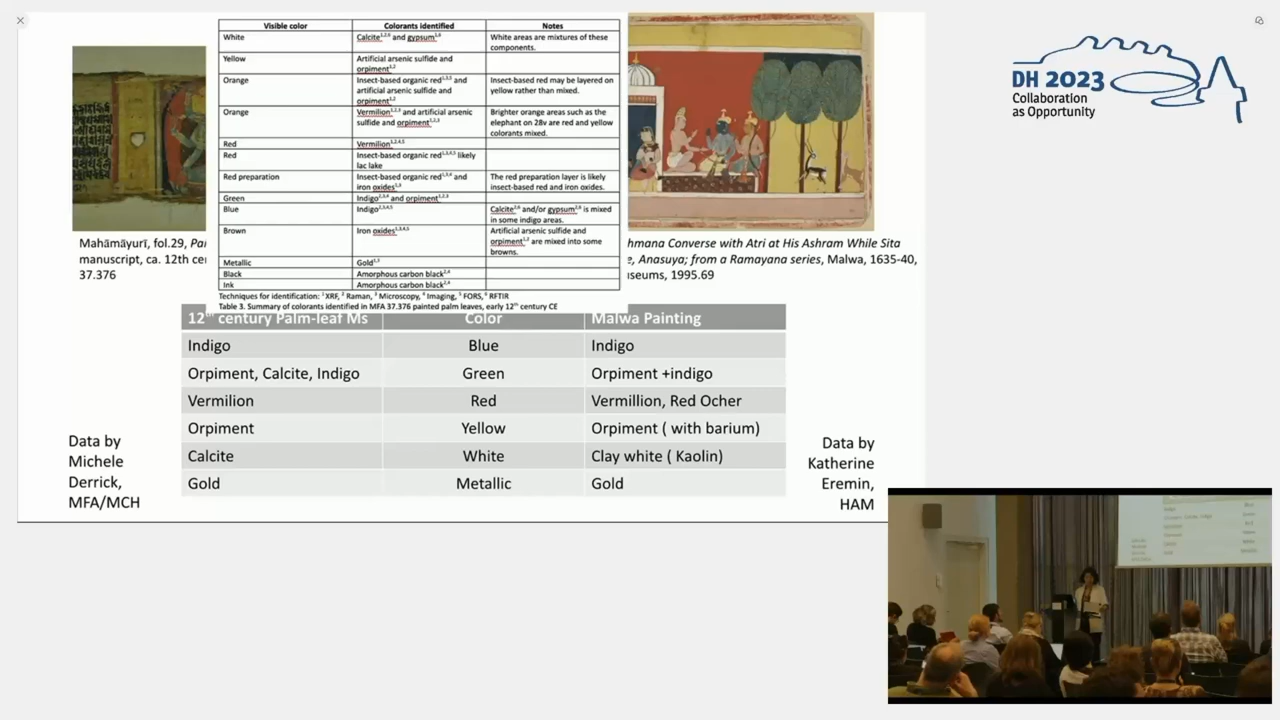 DH 2023
Collaboration
as Opportunity
Visible color Colorants identified Notes
White Calcite1,2,6 and gypsum1,6 White areas are mixtures of these
components.
Yellow Artificial arsenic sulfide and
orpiment1,2
Orange Insect-based organic red1,3,5 and Insect-based red may be layered on
artificial arsenic sulfide and yellow rather than mixed.
orpiment1,2
Orange Vermilion1,2,3 and artificial arsenic Brighter orange areas such as the
sulfide and orpiment1,2,3 elephant on 28v are red and yellow
colorants mixed.
Red Vermilion1,2,4,5
Red Insect-based organic red1,3,4,5 likely
lac lake
Red preparation Insect-based organic red1,3,4 and The red preparation layer is likely
iron oxides1,3 insect-based red and iron oxides.
Green Indigo2,3,4 and orpiment1,2,3
Blue Indigo2,3,4,5 Calcite2,6 and/or gypsum2,6 is mixed
in some indigo areas.
Brown Iron oxides1,3,4,5 Artificial arsenic sulfide and
orpiment1,2 are mixed into some
browns.
Metallic Gold1,3
Black Amorphous carbon black2,4
Ink Amorphous carbon black2,4
Techniques for identification: 1XRF, 2 Raman, 3 Microscopy, 4 Imaging, 5 FORS, 6 RFTIR
Table 3. Summary of colorants identified in MFA 37.376 painted palm leaves, early 12th century CE
Mahāmāyurī, fol.29,
manuscript, ca. 12th
37.376
hmana Converse with Atri at His Ashram While Sita
Anasuya; from a Ramayana series, Malwa, 1635-40,
useums, 1995.69
12th century Palm-leaf Ms Color Malwa Painting
Indigo Blue Indigo
Orpiment, Calcite, Indigo Green Orpiment +indigo
Vermilion Red Vermillion, Red Ocher
Orpiment Yellow Orpiment ( with barium)
Calcite White Clay white ( Kaolin)
Gold Metallic Gold
Data by
Michele
Derrick,
MFA/MCH
Data by
Katherine
Eremin,
HAM